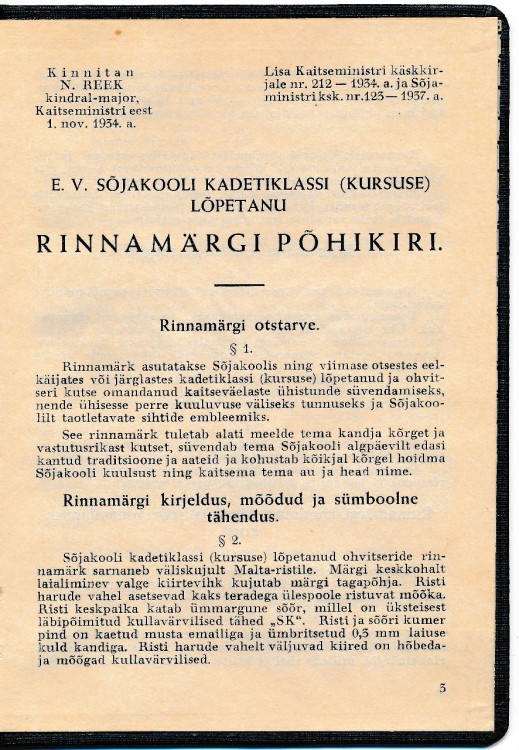 Kinnitan
N. REEK
kindral-major,
Kaitseministri eest
1. nov. 1934. a.
Lisa Kaitseministri käskkir-
jale nr. 212 — 1934. a. ja Sõja-
ministri ksk. nr.123 — 1937. a.
E. V. SÕJAKOOLI KADETIKLASSI (KURSUSE)
LÕPETANU
RINNAMÄRGI PÕHIKIRI.
Rinnamärgi otstarve.
§ 1.
Rinnamärk asutatakse Sõjakoolis ning viimase otsestes eel-
käijates või järglastes kadetiklassi (kursuse) lõpetanud ja ohvit-
seri kutse omandanud kaitseväelaste ühistunde süvendamiseks,
nende ühisesse perre kuuluvuse väliseks tunnuseks ja Sõjakoo-
lilt taotletavate sihtide embleemiks.
See rinnamärk tuletab alati meelde tema kandja kõrget ja
vastutusrikast kutset, süvendab tema Sõjakooli algpäevilt edasi
kantud traditsioone ja aateid ja kohustab kõikjal kõrgel hoidma
Sõjakooli kuulsust ning kaitsema tema au ja head nime.
Rinnamärgi kirjeldus, mõõdud ja sümboolne
tähendus.
§ 2.
Sõjakooli kadetiklassi (kursuse) lõpetanud ohvitseride rin-
namärk sarnaneb väliskujult Malta-ristile. Märgi keskkohalt
laialiminev valge kiirtevihk kujutab märgi tagapõhja. Risti
harude vahel asetsevad kaks teradega ülespoole ristuvat mõõka.
Risti keskpaika katab ümmargune sõõr, millel on üksteisest
läbipõimitud kullavärvilised tähed „SK“. Risti ja sõõri kumer
pind on kaetud musta emailiga ja ümbritsetud 0,3 mm laiuse
kuld kandiga. Risti harude vahelt väljuvad kiired on hõbeda-
ja mõõgad kullavärvilised.
3